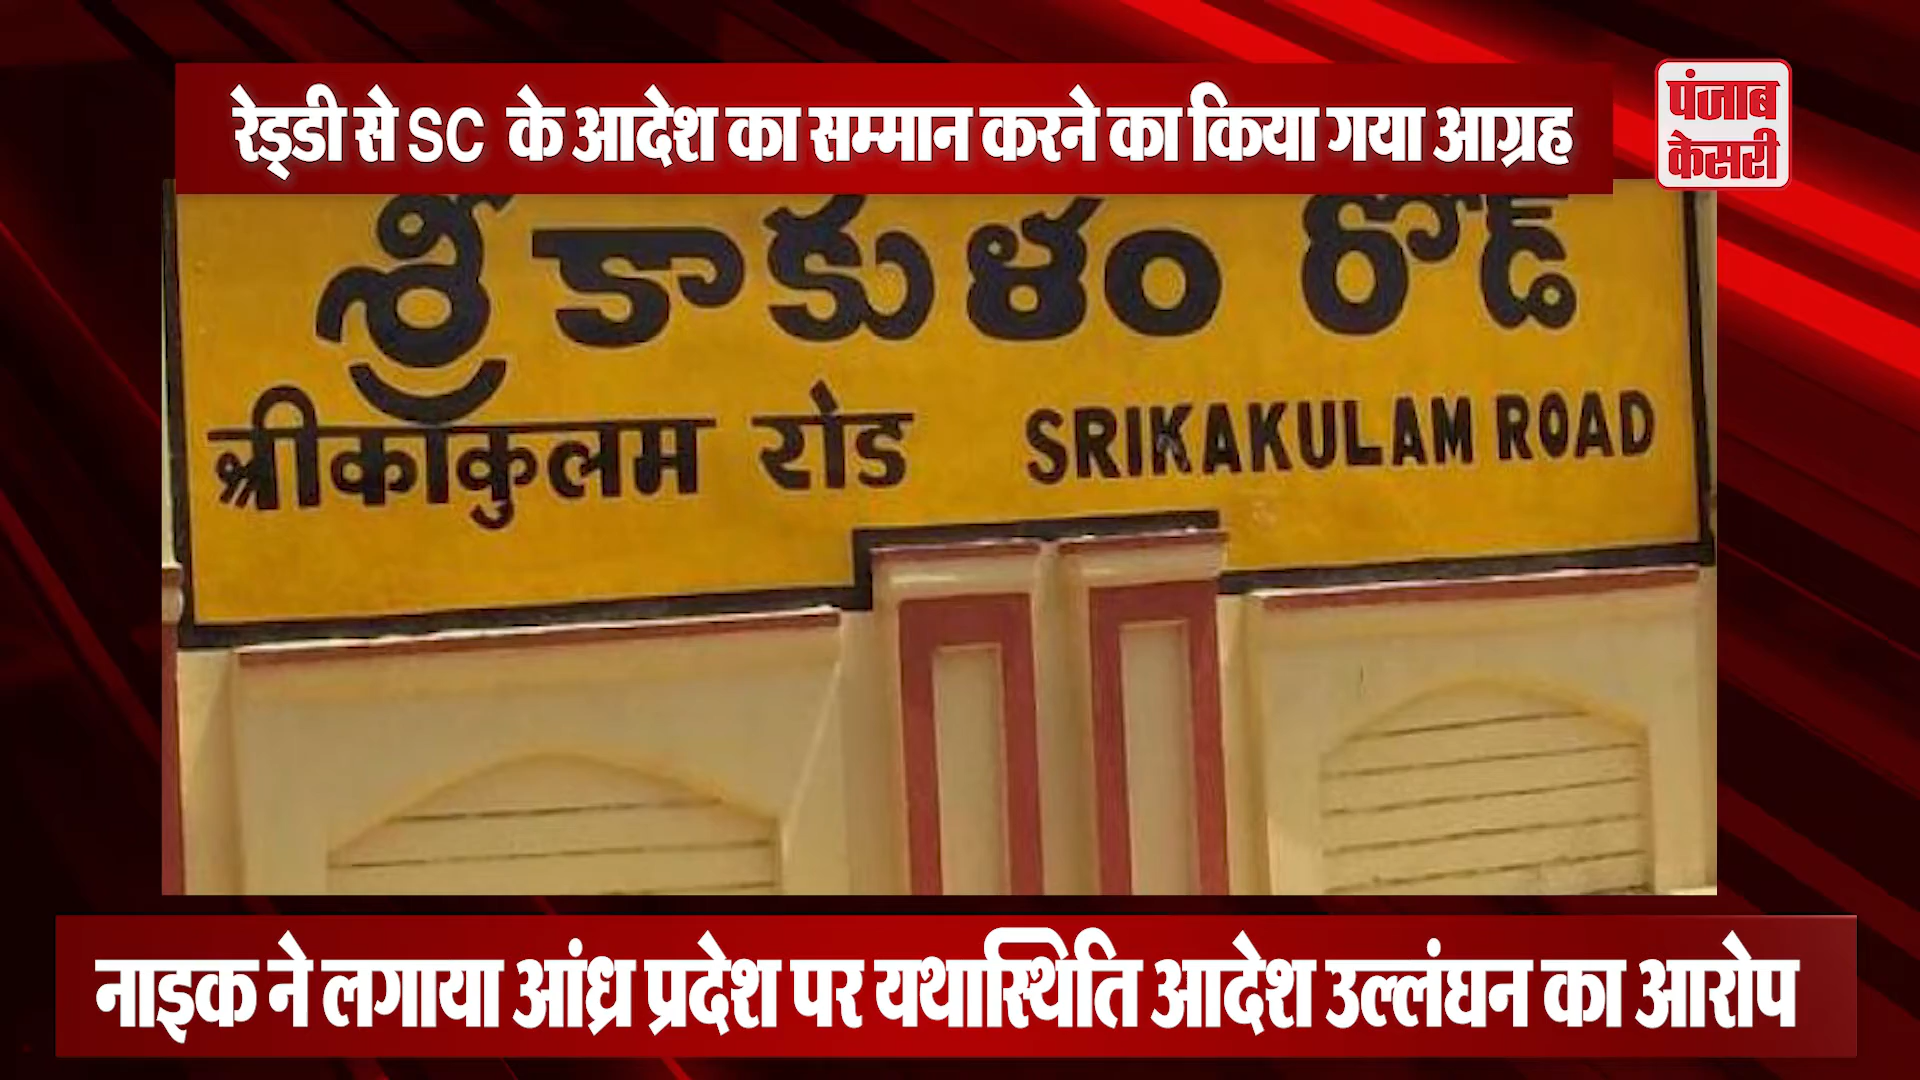 रेड्डी से SC के आदेश का सम्मान करने का किया गया आग्रह
पंजाब
केसरी
శ్రీకాకుళం రోడ్
श्रीकाकुलम रोड SRIKAKULAM ROAD
नाइक ने लगाया आंध्र प्रदेश पर यथास्थिति आदेश उल्लंघन का आरोप